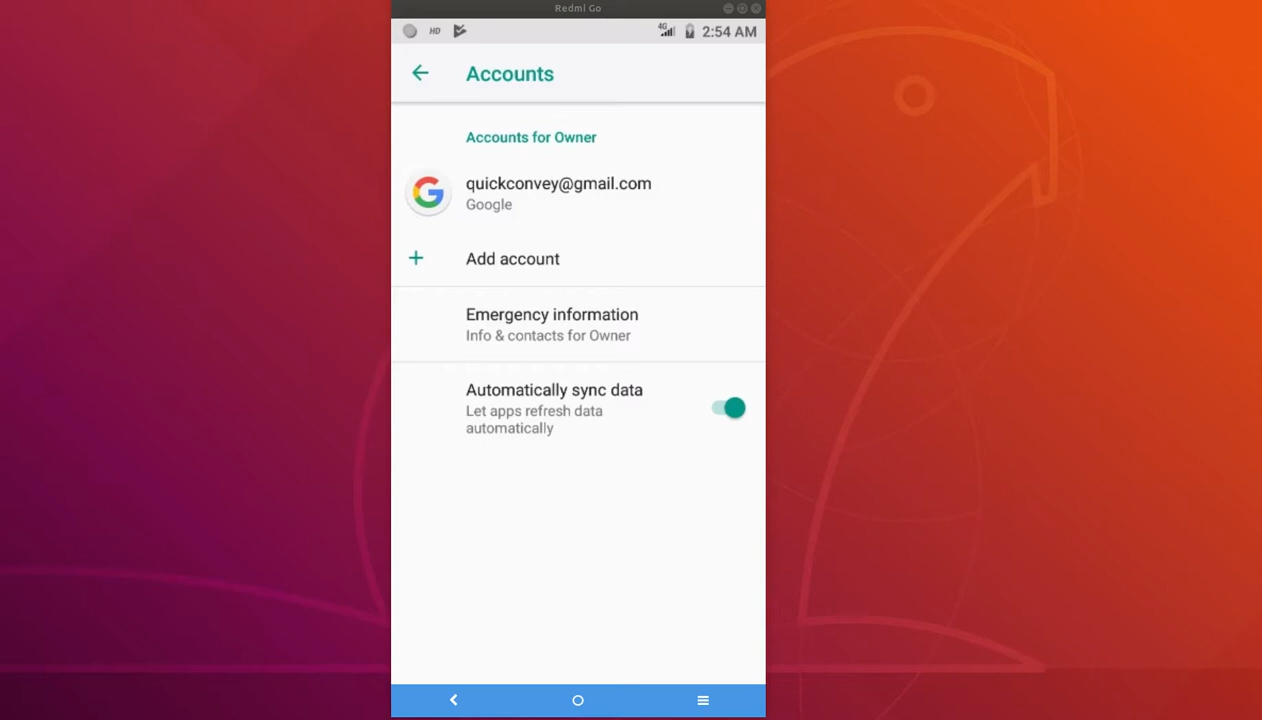 Redmi Go
HD
4G
2:54 AM
Accounts
Accounts for Owner
quickconvey@gmail.com
Google
Add account
Emergency information
Info & contacts for Owner
Automatically sync data
Let apps refresh data
automatically